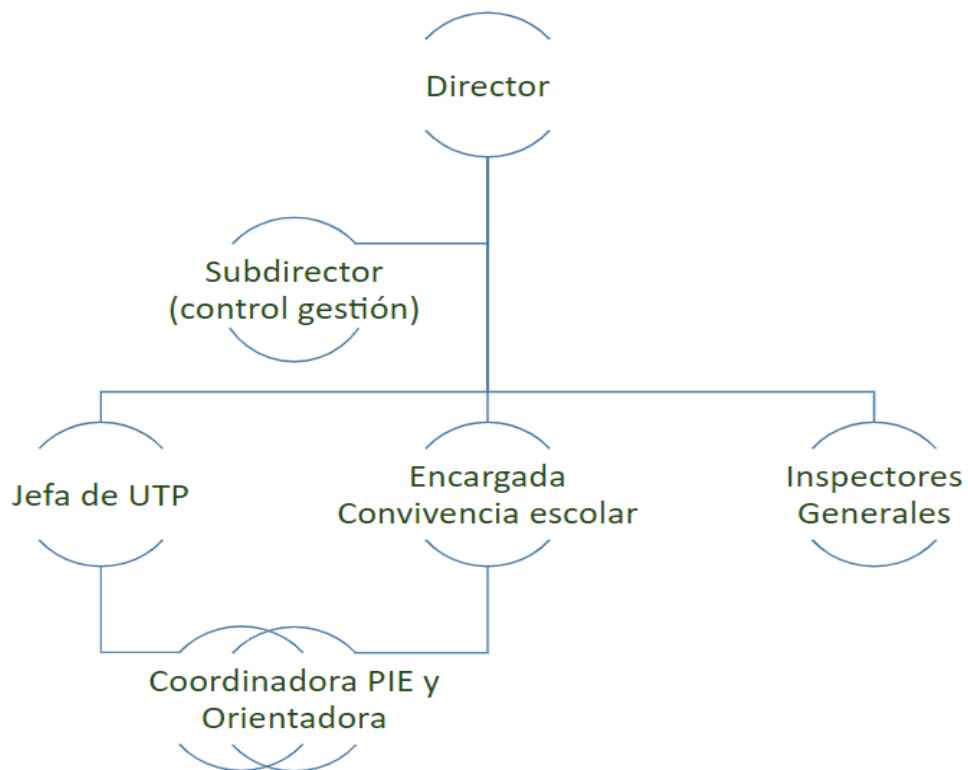 Director
Subdirector
(control gestión)
Jefa de UTP
Encargada
Convivencia escolar
Inspectores
Generales
Coordinadora PIE y
Orientadora